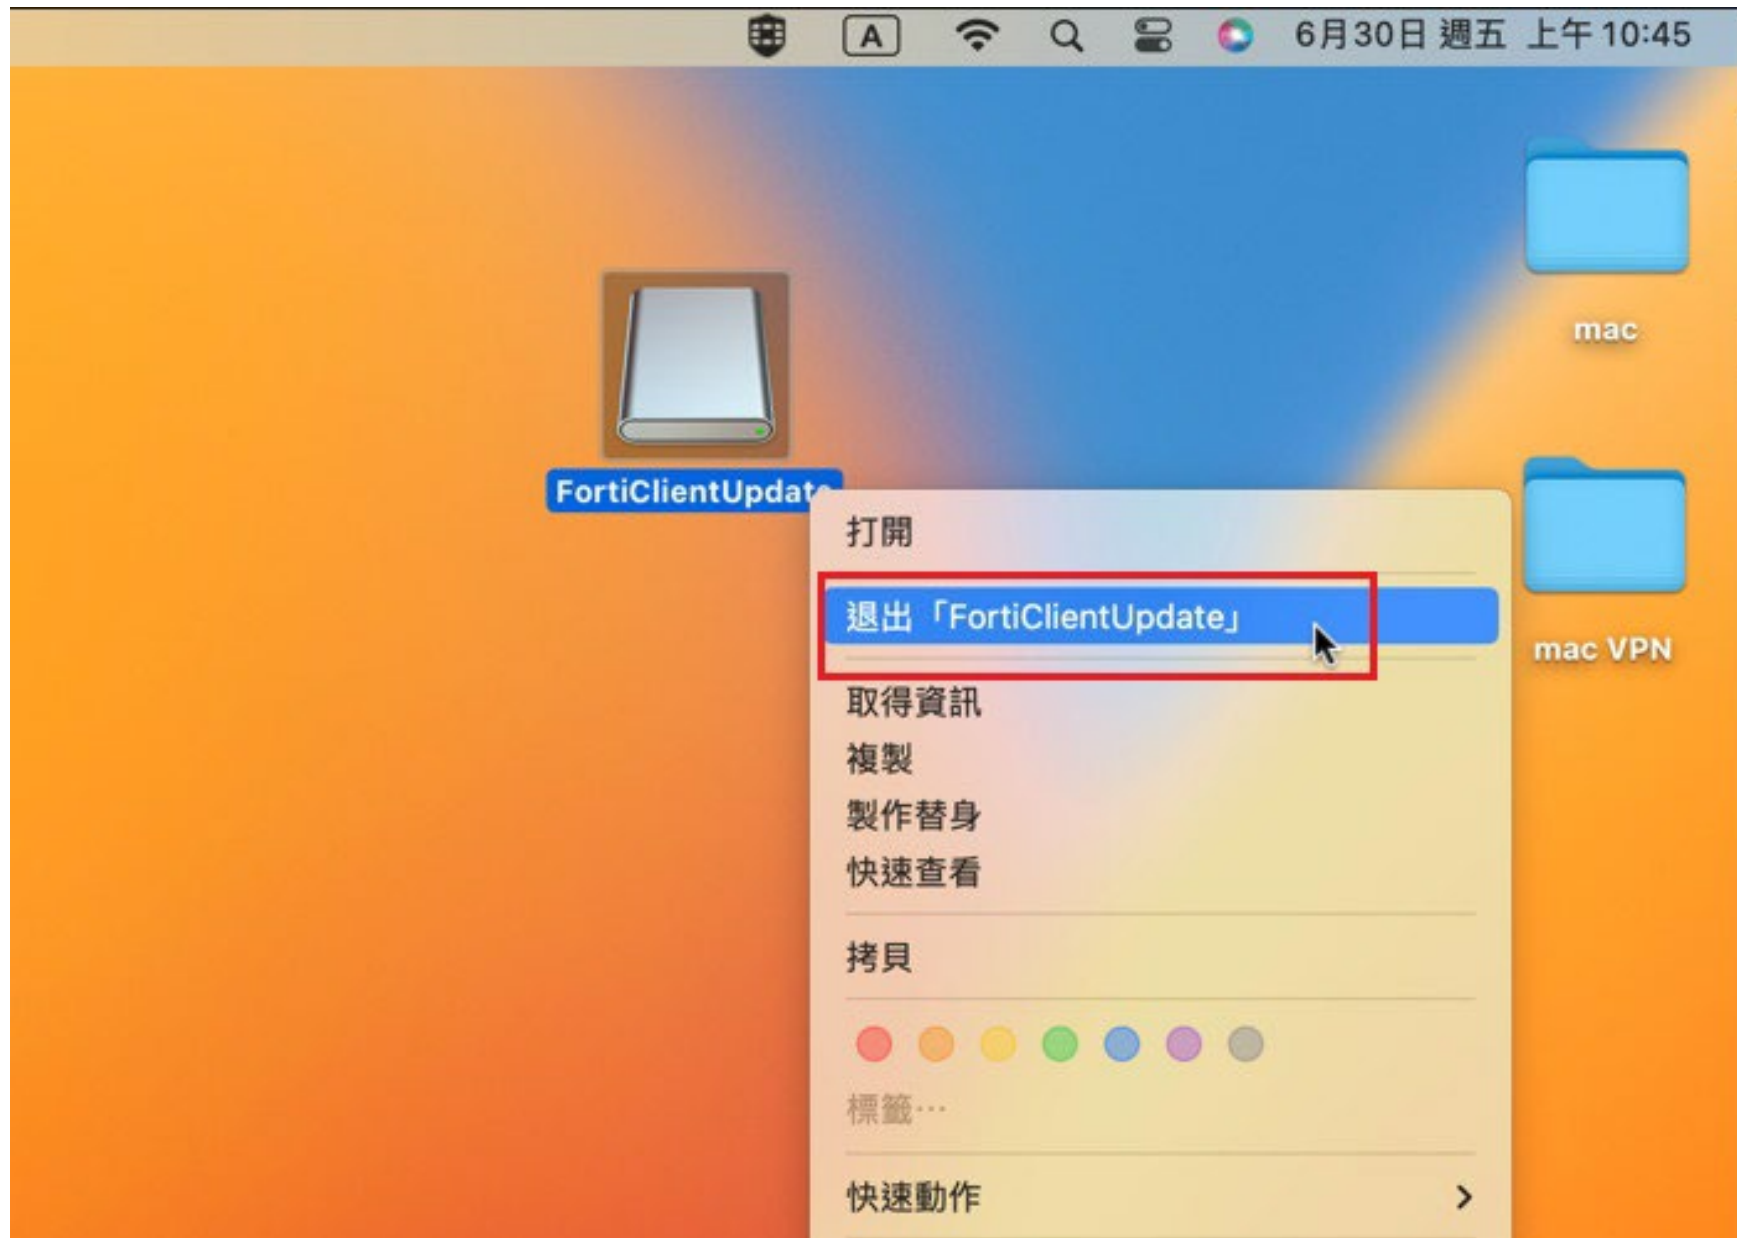 A
6月30日 週五 上午10:45
mac
FortiClientUpdate
打開
退出「FortiClientUpdate」
mac VPN
取得資訊
複製
製作替身
快速查看
拷貝
標籤⋯
快速動作